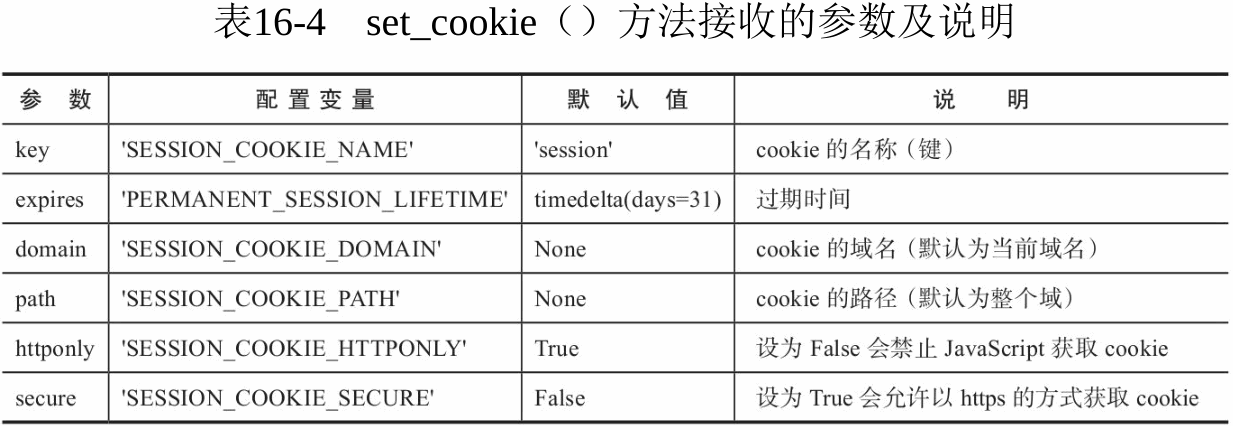 表16-4 set_cookie（）方法接收的参数及说明
参 数 配 置 变 量 默 认 值 说 明
key 'SESSION_COOKIE_NAME' 'session' cookie 的名称（键）
expires 'PERMANENT_SESSION_LIFETIME' timedelta(days=31) 过期时间
domain 'SESSION_COOKIE_DOMAIN' None cookie 的域名（默认为当前域名）
path 'SESSION_COOKIE_PATH' None cookie 的路径（默认为整个域）
httponly 'SESSION_COOKIE_HTTPONLY' True 设为 False 会禁止 JavaScript 获取 cookie
secure 'SESSION_COOKIE_SECURE' False 设为 True 会允许以 https 的方式获取 cookie